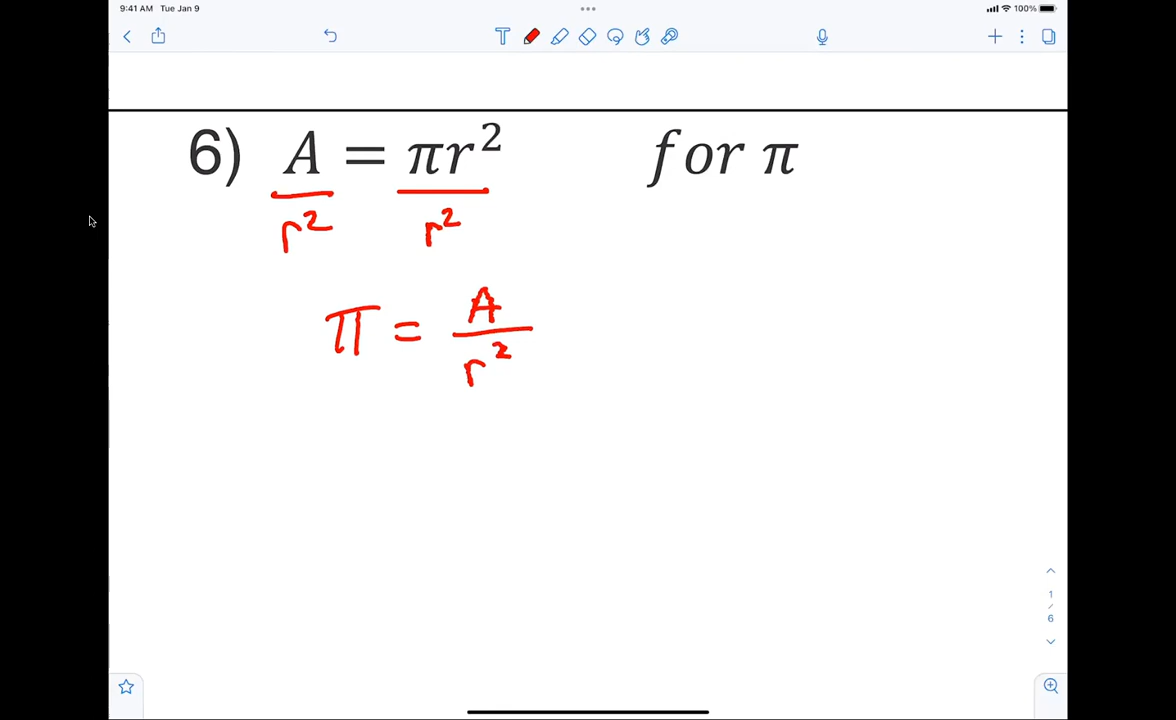 9:41 AM Tue Jan 9
100%
6) A = πr² for π
r² r²
π = A/r²
1
/
6